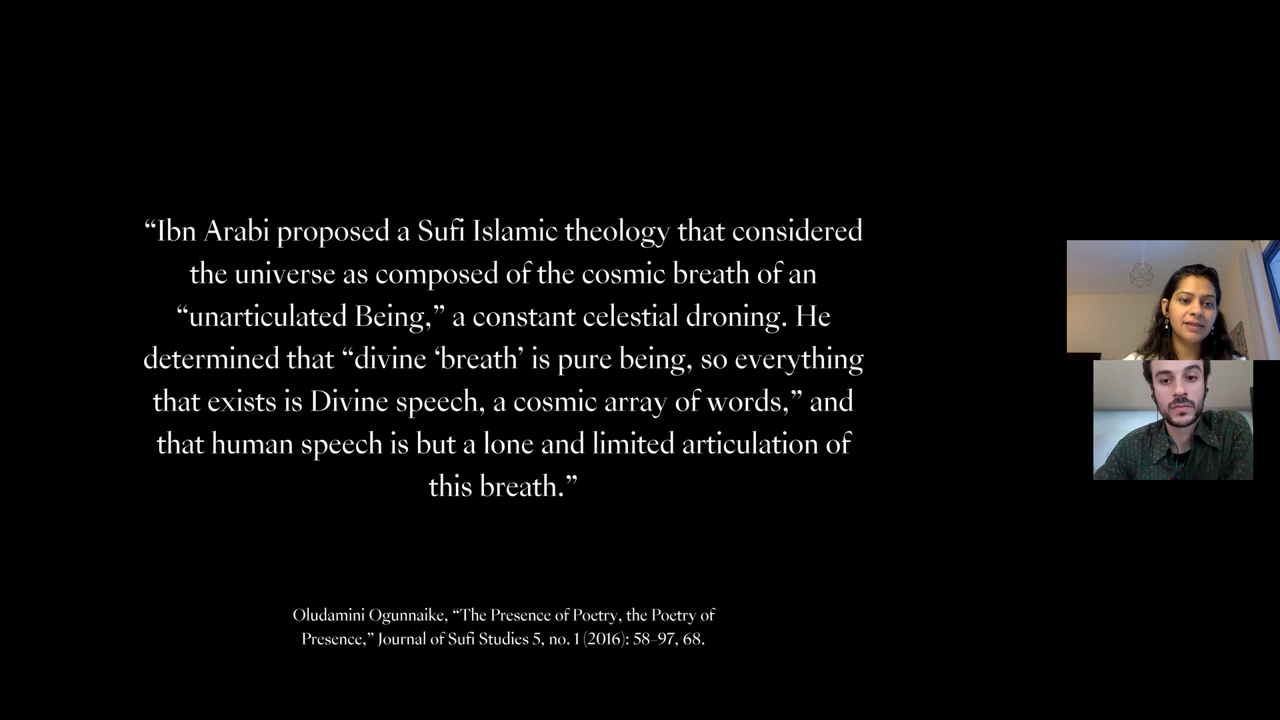 “Ibn Arabi proposed a Sufi Islamic theology that considered
the universe as composed of the cosmic breath of an
“unarticulated Being,” a constant celestial droning. He
determined that “divine ‘breath’ is pure being, so everything
that exists is Divine speech, a cosmic array of words,” and
that human speech is but a lone and limited articulation of
this breath.”
Oludamini Ogunnaike, “The Presence of Poetry, the Poetry of
Presence,” Journal of Sufi Studies 5, no. 1 (2016): 58–97, 68.